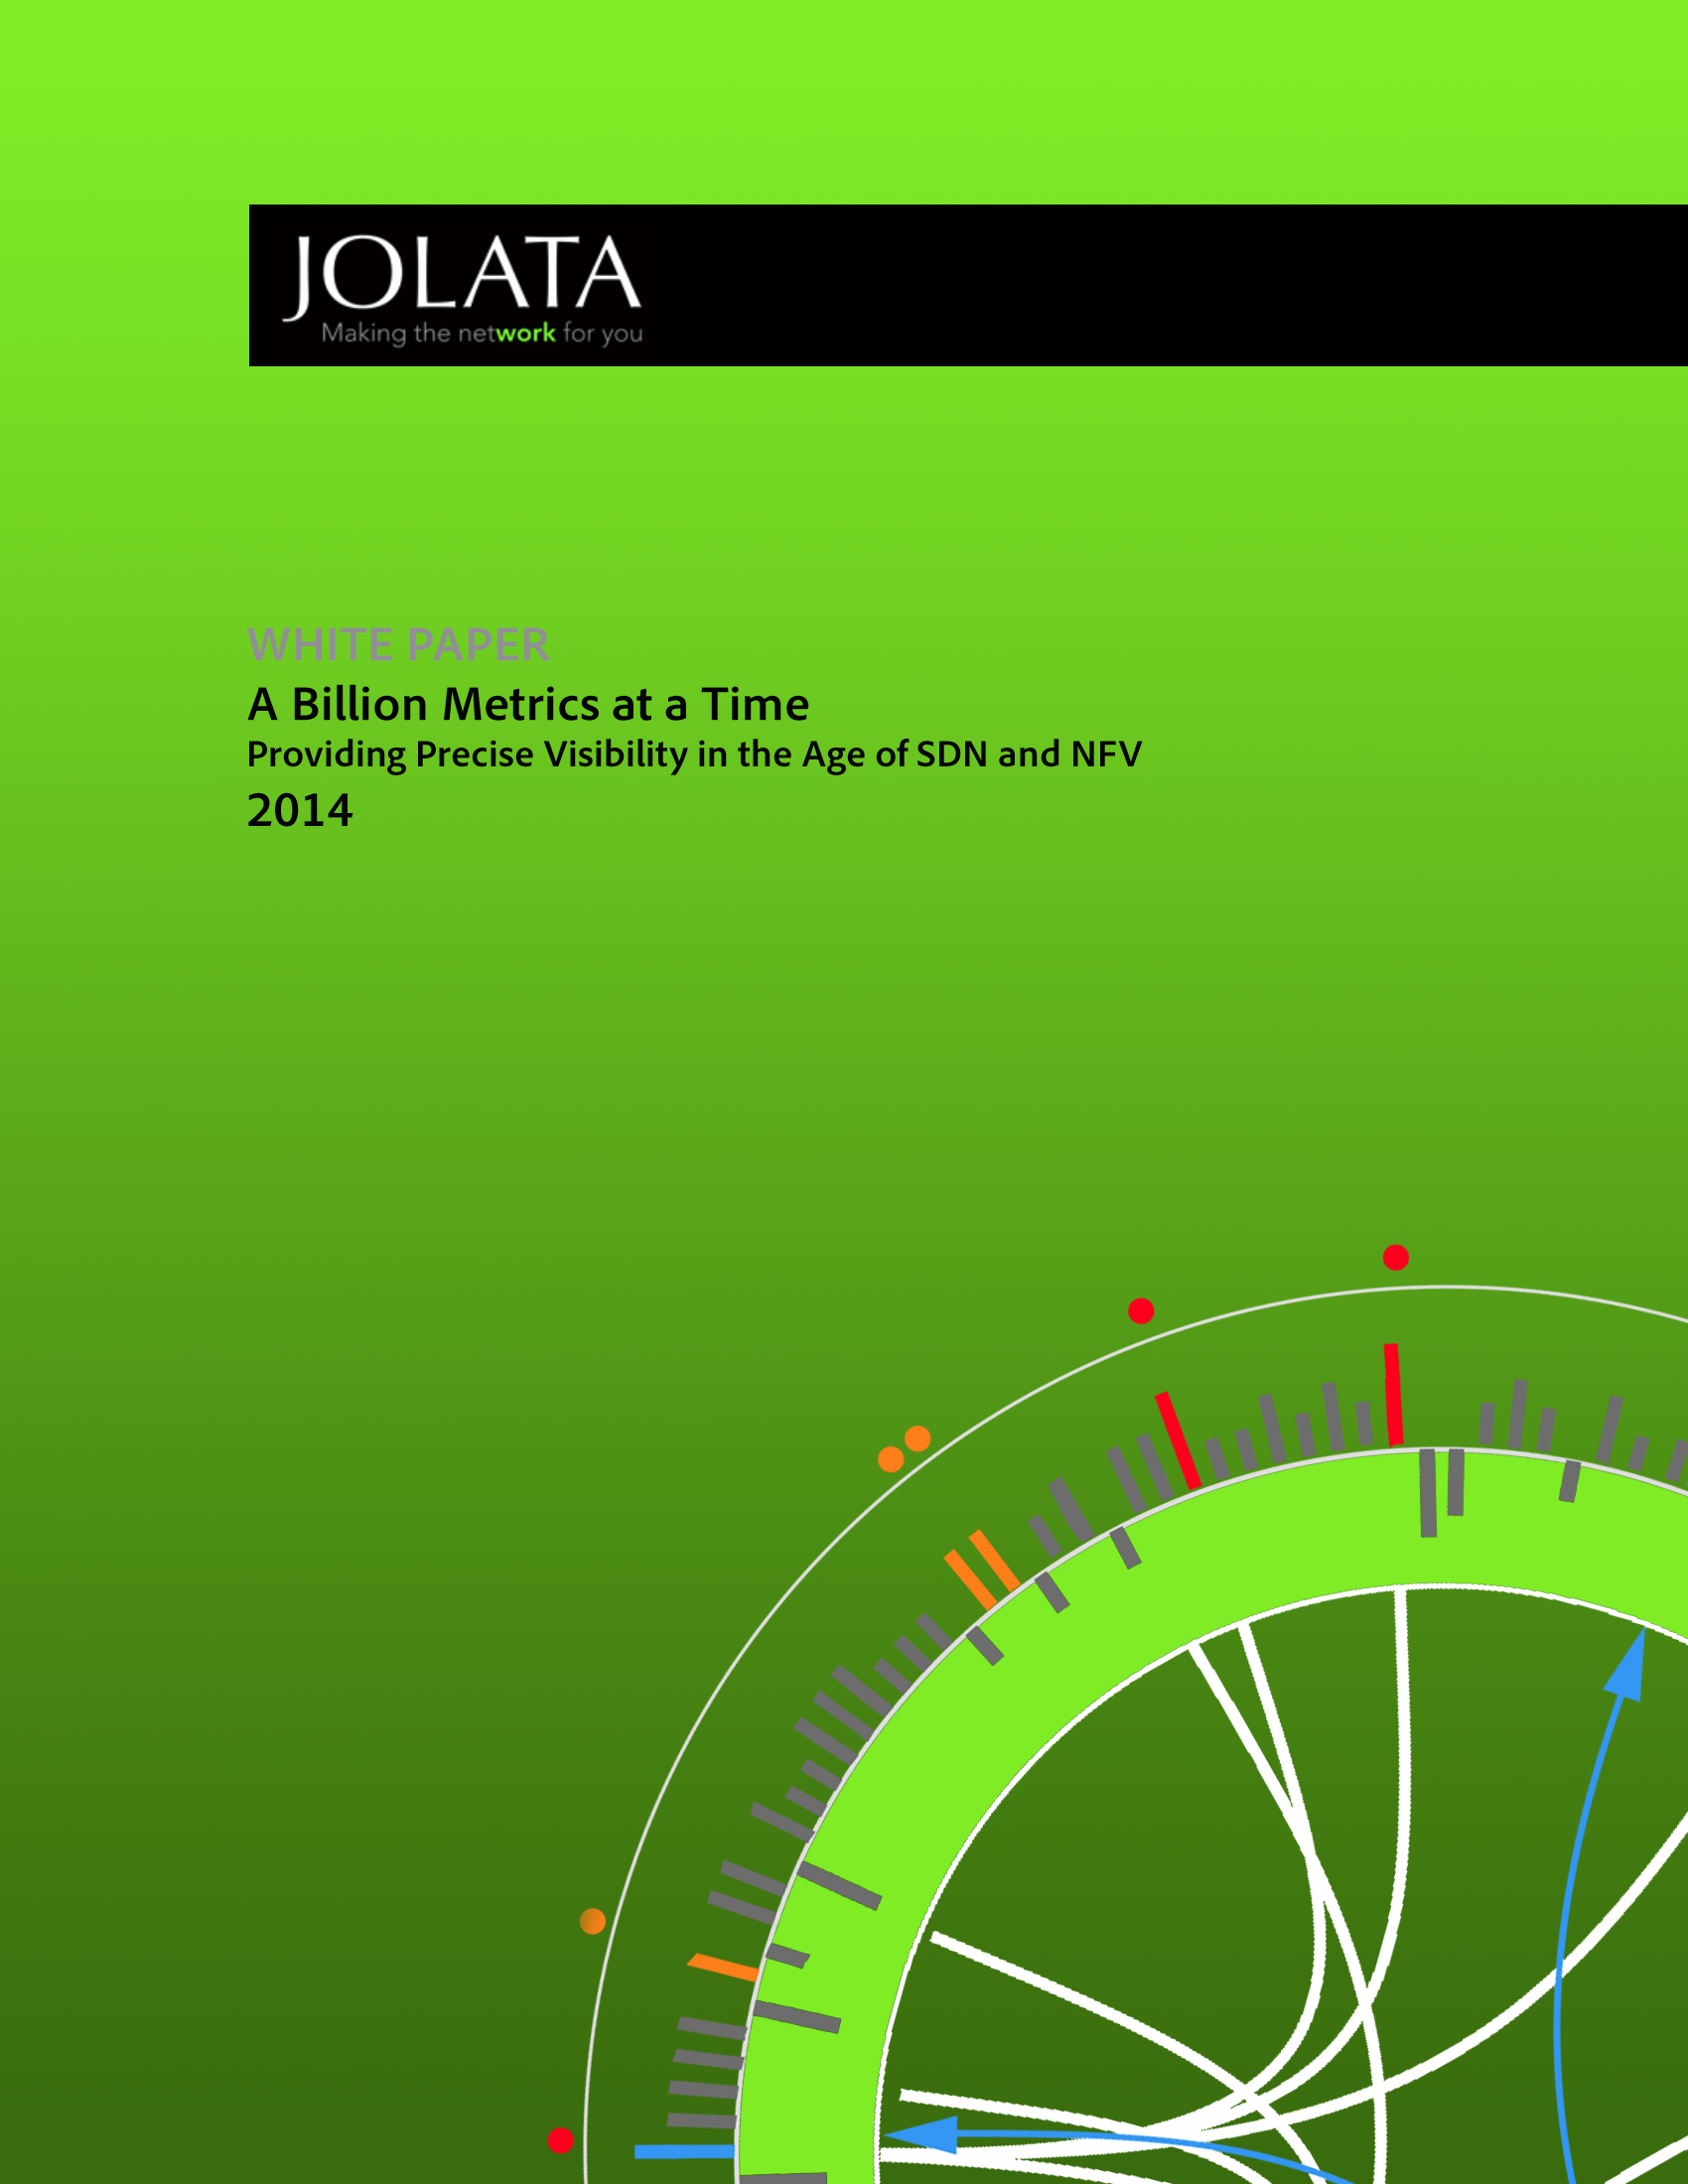 JOLATA
Making the network for you
WHITE PAPER
A Billion Metrics at a Time
Providing Precise Visibility in the Age of SDN and NFV
2014